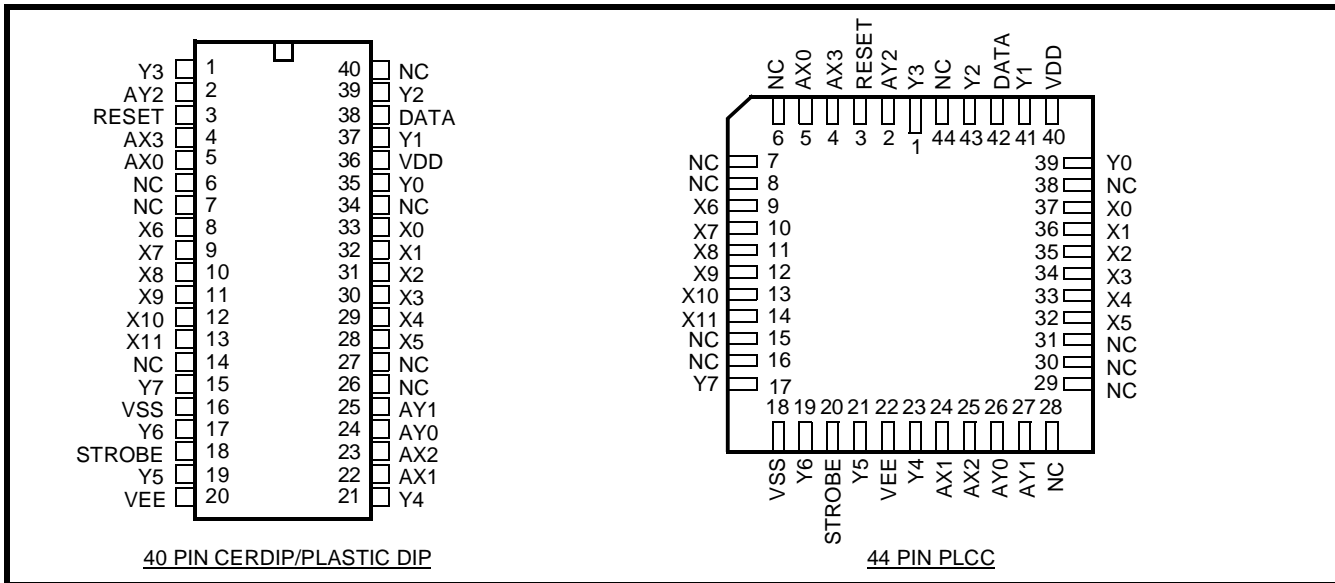 Y3 1 40 NC
AY2 2 39 Y2
RESET 3 38 DATA
AX3 4 37 Y1
AX0 5 36 VDD
NC 6 35 Y0
NC 7 34 NC
X6 8 33 X0
X7 9 32 X1
X8 10 31 X2
X9 11 30 X3
X10 12 29 X4
X11 13 28 X5
NC 14 27 NC
Y7 15 26 NC
VSS 16 25 AY1
Y6 17 24 AY0
STROBE 18 23 AX2
Y5 19 22 AX1
VEE 20 21 Y4
40 PIN CERDIP/PLASTIC DIP
NC AX0 AX3 RESET AY2 Y3 NC Y2 DATA Y1 VDD
6 5 4 3 2 1 44 43 42 41 40
NC 7 39 Y0
NC 8 38 NC
X6 9 37 X0
X7 10 36 X1
X8 11 35 X2
X9 12 34 X3
X10 13 33 X4
X11 14 32 X5
NC 15 31 NC
NC 16 30 NC
Y7 17 29 NC
18 19 20 21 22 23 24 25 26 27 28
VSS Y6 STROBE Y5 VEE Y4 AX1 AX2 AY0 AY1 NC
44 PIN PLCC